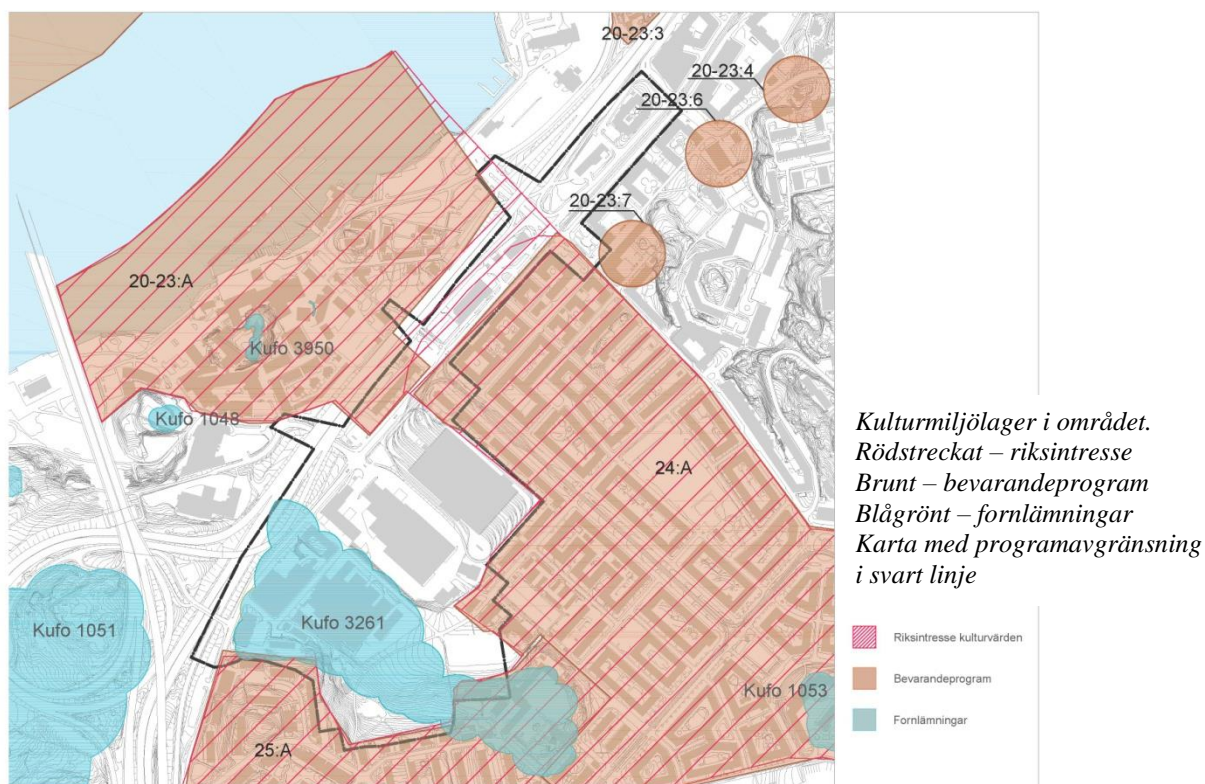 20-23:3
20-23:4
20-23:6
20-23:7
20-23:A
Kufo 3950
Kufo 1048
24:A
Kufo 1051
Kufo 3261
Kufo 1053
25:A
Kulturmiljölager i området.
Rödstreckat – riksintresse
Brunt – bevarandeprogram
Blågrönt – fornlämningar
Karta med programavgränsning
i svart linje
Riksintresse kulturvärden
Bevarandeprogram
Fornlämningar